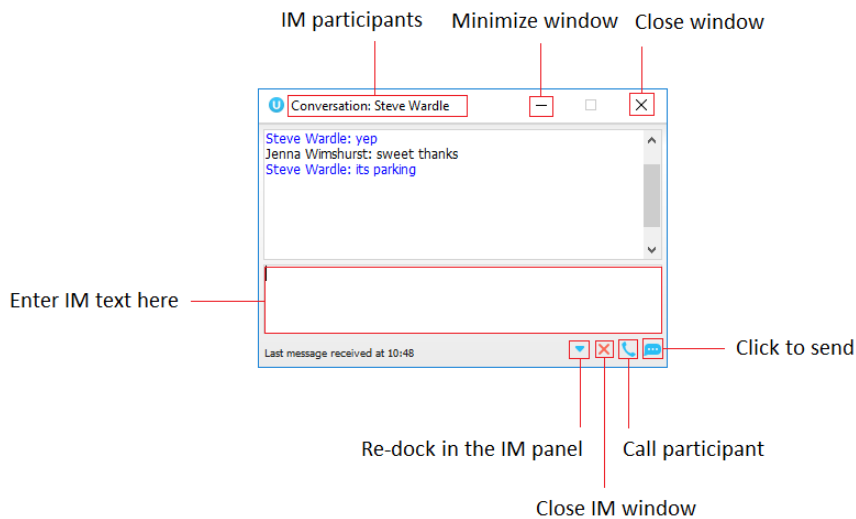 IM participants
Minimize window
Close window
U
Conversation: Steve Wardle
Steve Wardle: yep
Jenna Wimshurst: sweet thanks
Steve Wardle: its parking
Enter IM text here
Last message received at 10:48
Click to send
Re-dock in the IM panel
Call participant
Close IM window